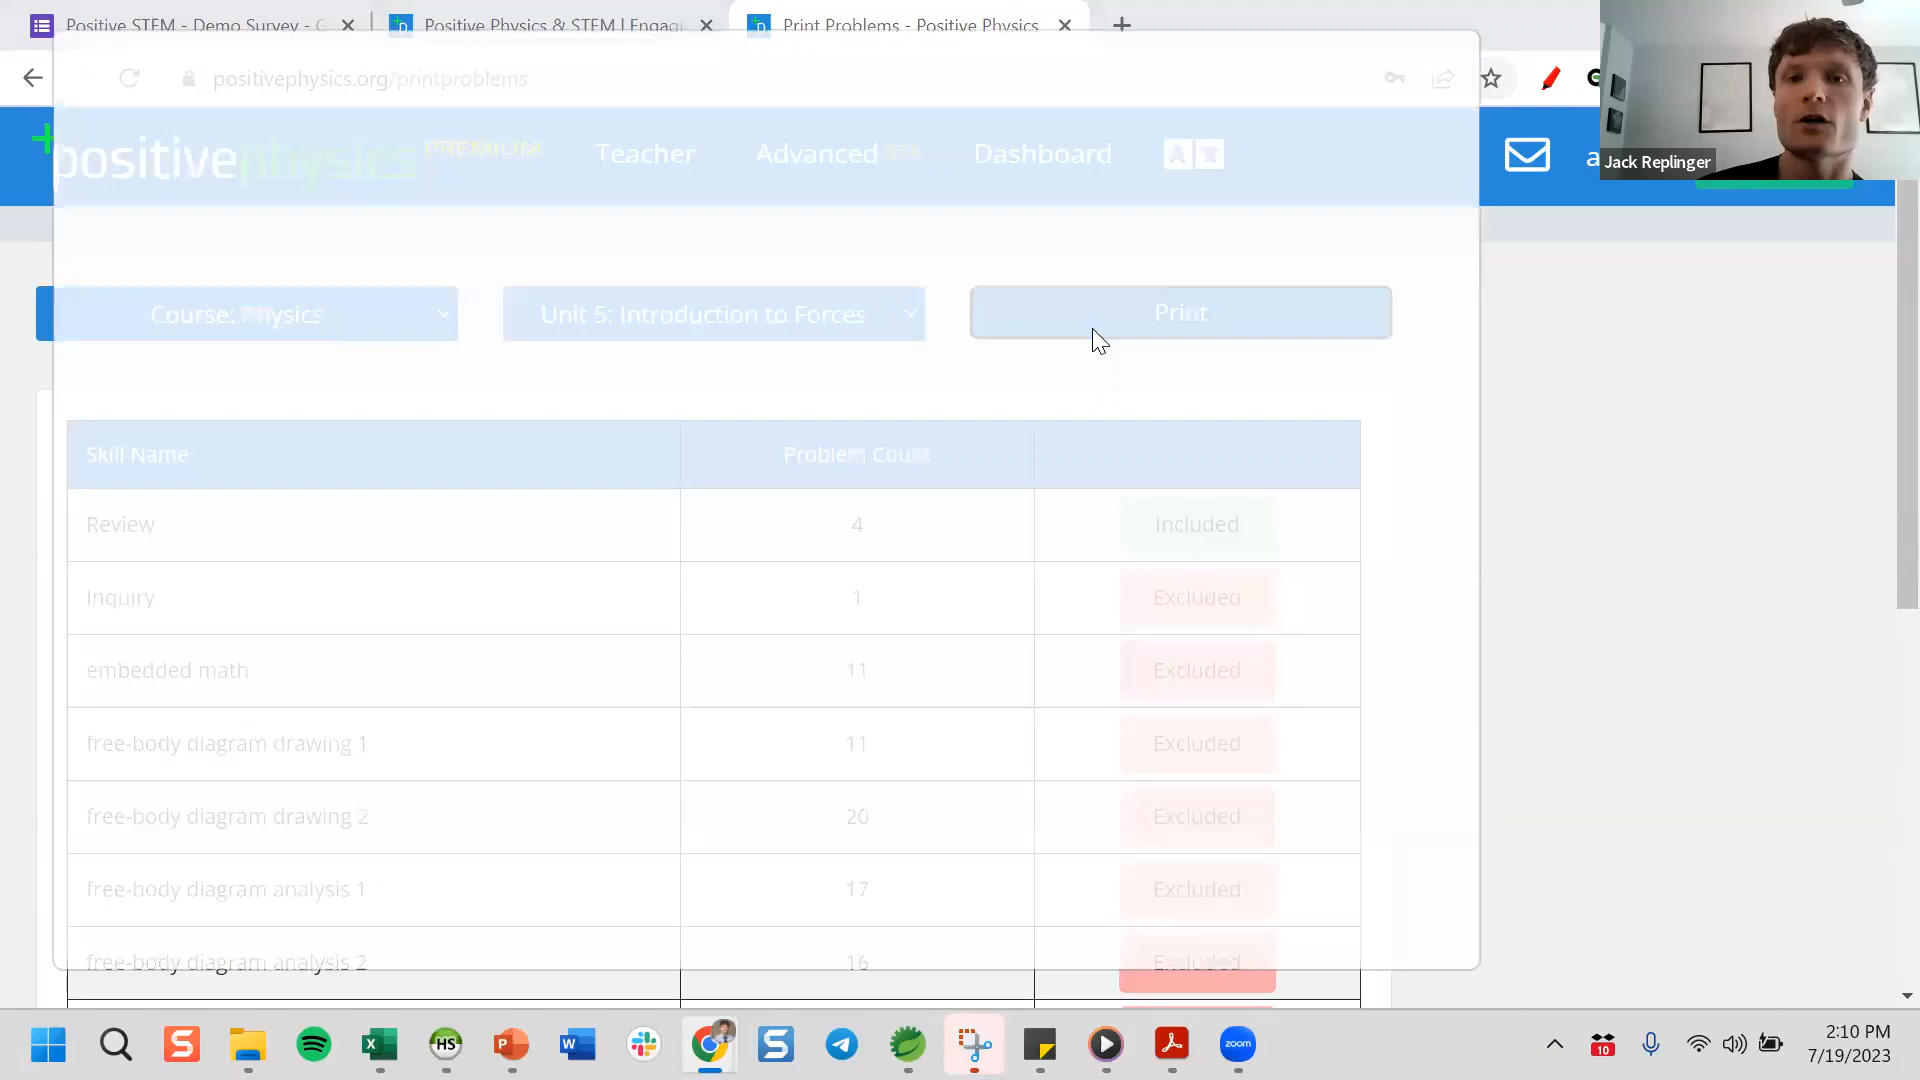 Positive STEM - Demo Survey - G
Positive Physics & STEM | Engagi
Print Problems - Positive Physics
positivephysics.org/printproblems
positivephysics PREMIUM
Teacher
Advanced BETA
Dashboard
Jack Replinger
Course: Physics
Unit 5: Introduction to Forces
Print
Skill Name Problem Count
Review 4 Included
Inquiry 1 Excluded
embedded math 11 Excluded
free-body diagram drawing 1 11 Excluded
free-body diagram drawing 2 20 Excluded
free-body diagram analysis 1 17 Excluded
free-body diagram analysis 2 16 Excluded
HS
zoom
10
2:10 PM
7/19/2023